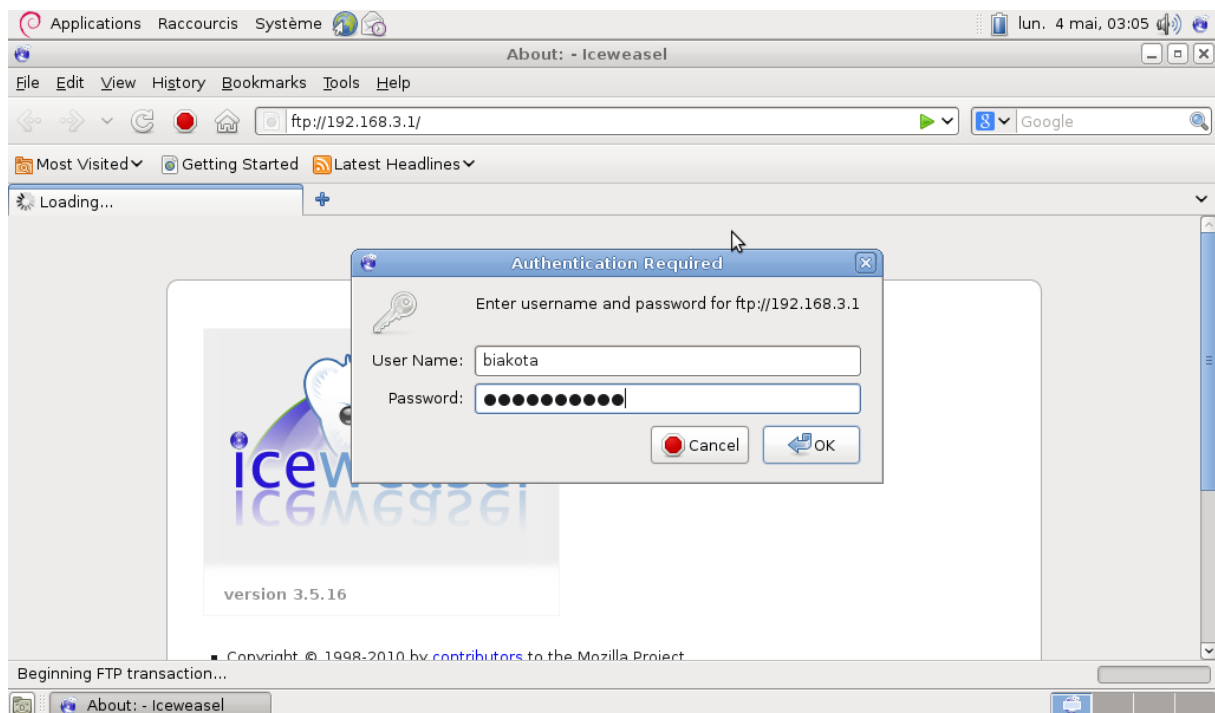 Applications Raccourcis Système lun. 4 mai, 03:05
About: - Iceweasel
File Edit View History Bookmarks Tools Help
ftp://192.168.3.1/ Google
Most Visited Getting Started Latest Headlines
Loading...
Authentication Required
Enter username and password for ftp://192.168.3.1
User Name: biakota
Password: ●●●●●●●●●●
Cancel OK
iceweasel
version 3.5.16
Copyright © 1998-2010 by contributors to the Mozilla Project
Beginning FTP transaction...
About: - Iceweasel